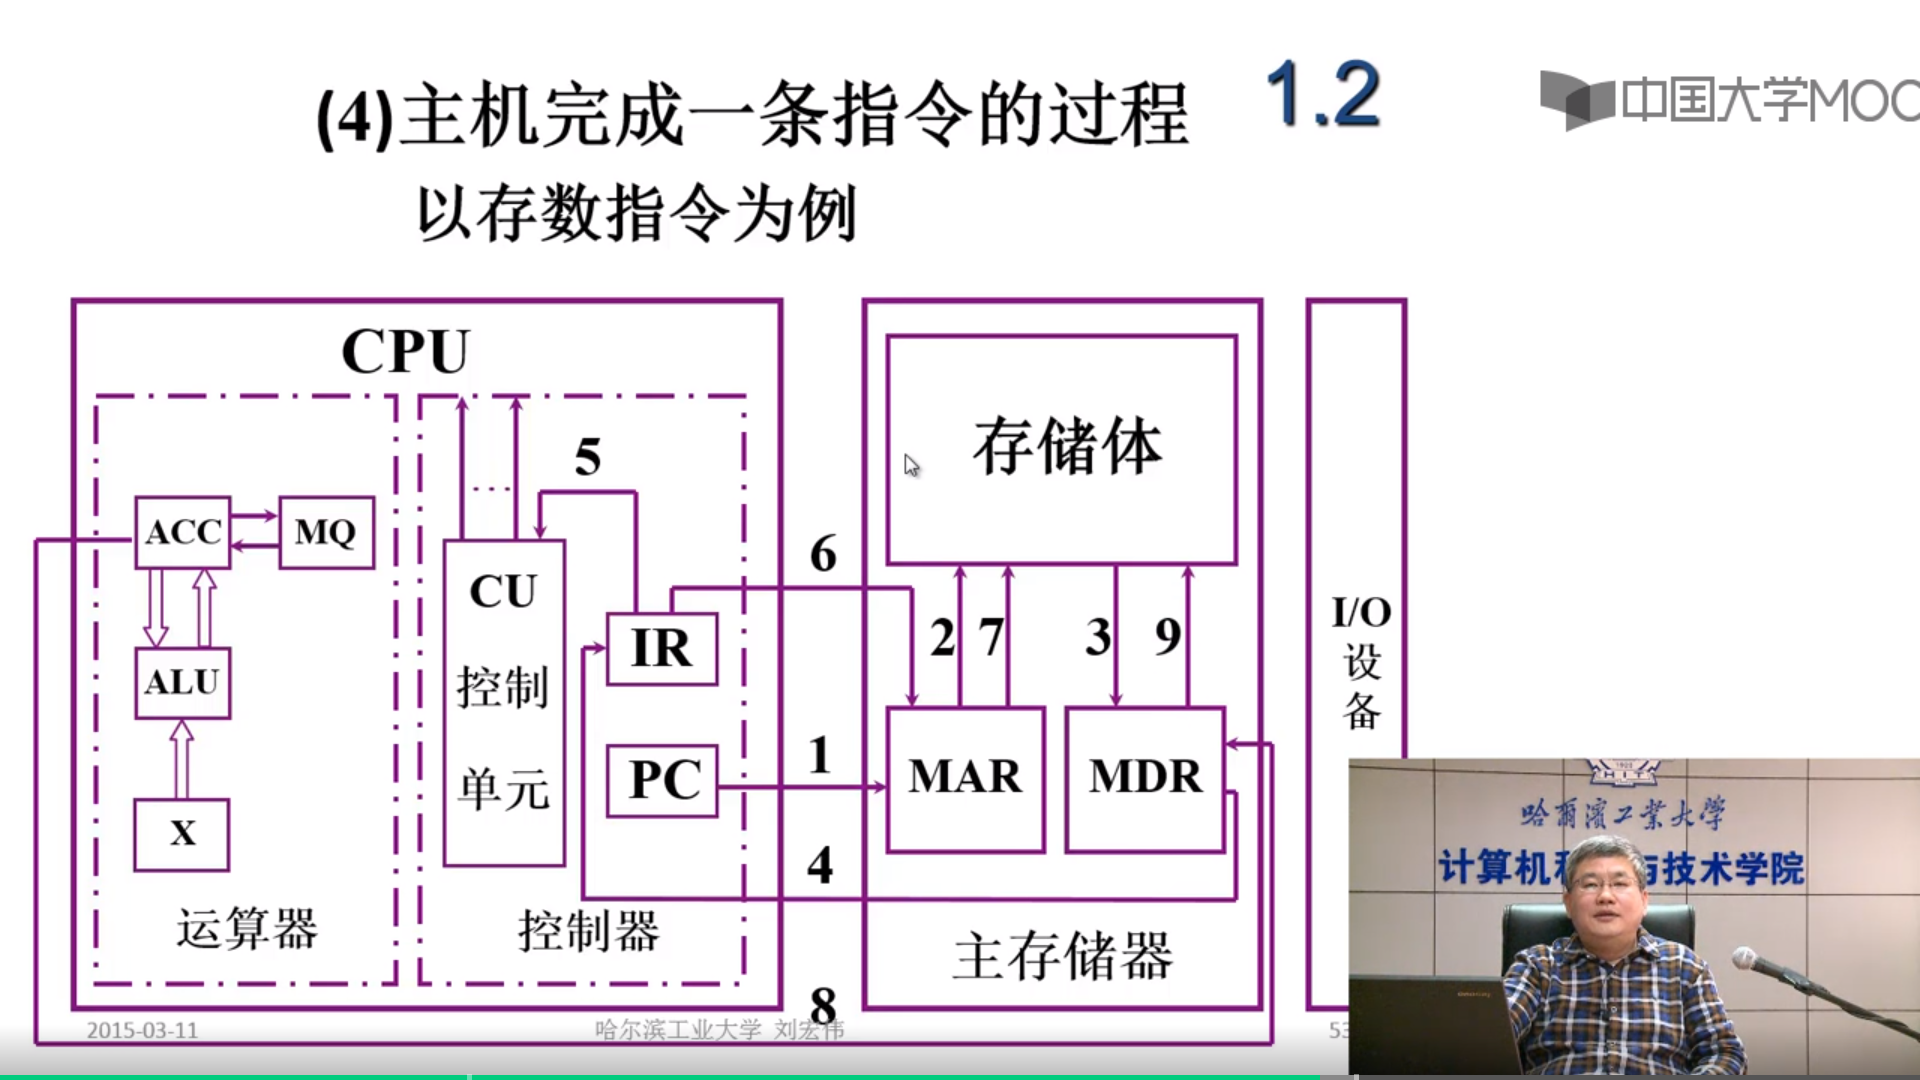 (4)主机完成一条指令的过程 1.2
中国大学MOO
以存数指令为例
CPU
5
ACC
MQ
ALU
X
运算器
CU
控制
单元
IR
PC
控制器
6
1
4
8
存储体
2 7 3 9
MAR
MDR
主存储器
I/O
设
备
2015-03-11
哈尔滨工业大学 刘宏伟
53
HIT
哈爾濱工業大學
计算机科与技术学院